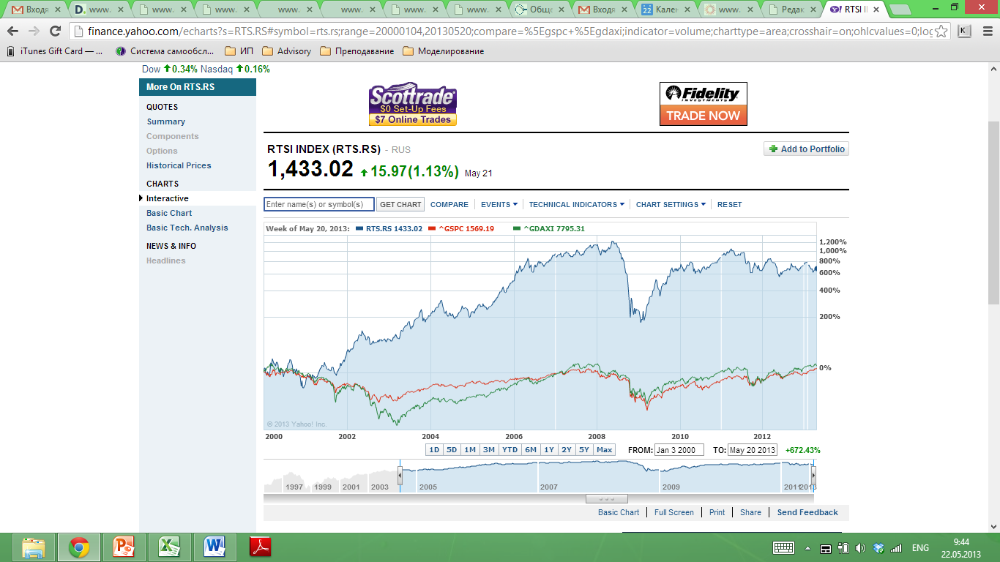 Входя www. www. www. www. www. www. www. Обще Входя Кален www. Редак RTSI I
finance.yahoo.com/echarts?s=RTS.RS#symbol=rts.rs;range=20000104,20130520;compare=%5Egspc+%5Egdaxi;indicator=volume;charttype=area;crosshair=on;ohlcvalues=0;log
iTunes Gift Card — ... Система самообсл... ИП Advisory Преподавание Моделирование
Dow 0.34% Nasdaq 0.16%
More On RTS.RS
QUOTES
Summary
Components
Options
Historical Prices
CHARTS
Interactive
Basic Chart
Basic Tech. Analysis
NEWS & INFO
Headlines
Scottrade
$0 Set-Up Fees
$7 Online Trades
Fidelity
INVESTMENTS
TRADE NOW
RTSI INDEX (RTS.RS) - RUS
Add to Portfolio
1,433.02 15.97(1.13%) May 21
Enter name(s) or symbol(s) GET CHART COMPARE EVENTS TECHNICAL INDICATORS CHART SETTINGS RESET
Week of May 20, 2013: RTS.RS 1433.02 ^GSPC 1569.19 ^GDAXI 7795.31
1,200%
1,000%
800%
600%
400%
200%
0%
© 2013 Yahoo! Inc.
2000 2002 2004 2006 2008 2010 2012
1D 5D 1M 3M YTD 6M 1Y 2Y 5Y Max FROM: Jan 3 2000 TO: May 20 2013 +672.43%
1997 1999 2001 2003 2005 2007 2009 2011 2013
Basic Chart Full Screen Print Share Send Feedback
ENG
9:44
22.05.2013